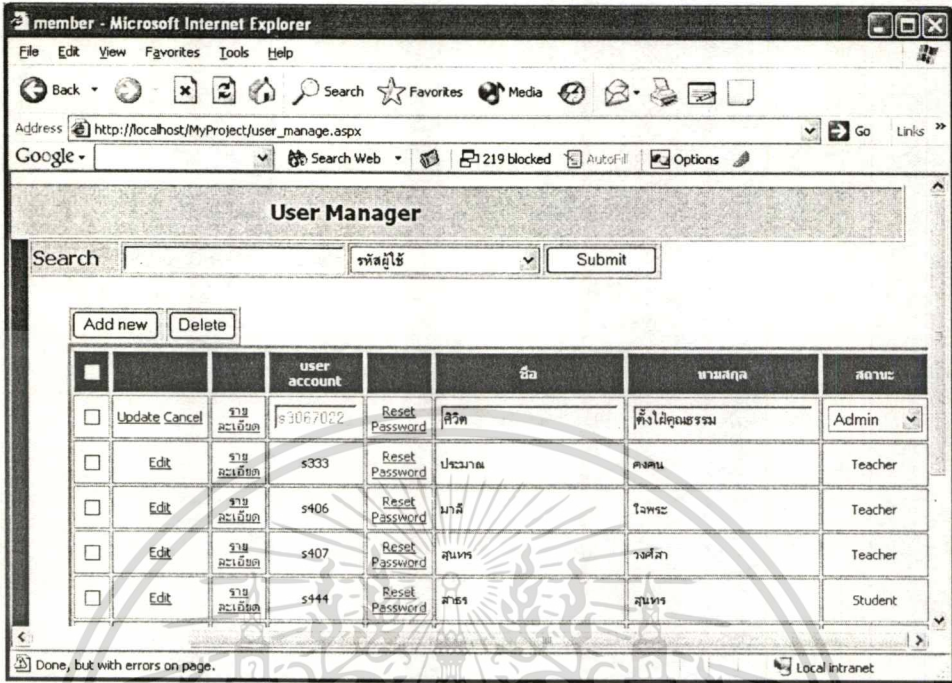 member - Microsoft Internet Explorer
File Edit View Favorites Tools Help
Back Search Favorites Media
Address http://localhost/MyProject/user_manage.aspx Go Links »
Google - Search Web 219 blocked AutoFill Options
User Manager
Search รหัสผู้ใช้ Submit
Add new Delete
user account ชื่อ นามสกุล สถานะ
Update Cancel ราย ละเอียด s3067022 Reset Password ศิวิต ตั้งใฝ่คุณธรรม Admin
Edit ราย ละเอียด s333 Reset Password ประมาณ คงคน Teacher
Edit ราย ละเอียด s406 Reset Password มาลี ใจพระ Teacher
Edit ราย ละเอียด s407 Reset Password สุนทร วงศ์สา Teacher
Edit ราย ละเอียด s444 Reset Password สาธร สุนทร Student
Done, but with errors on page. Local intranet